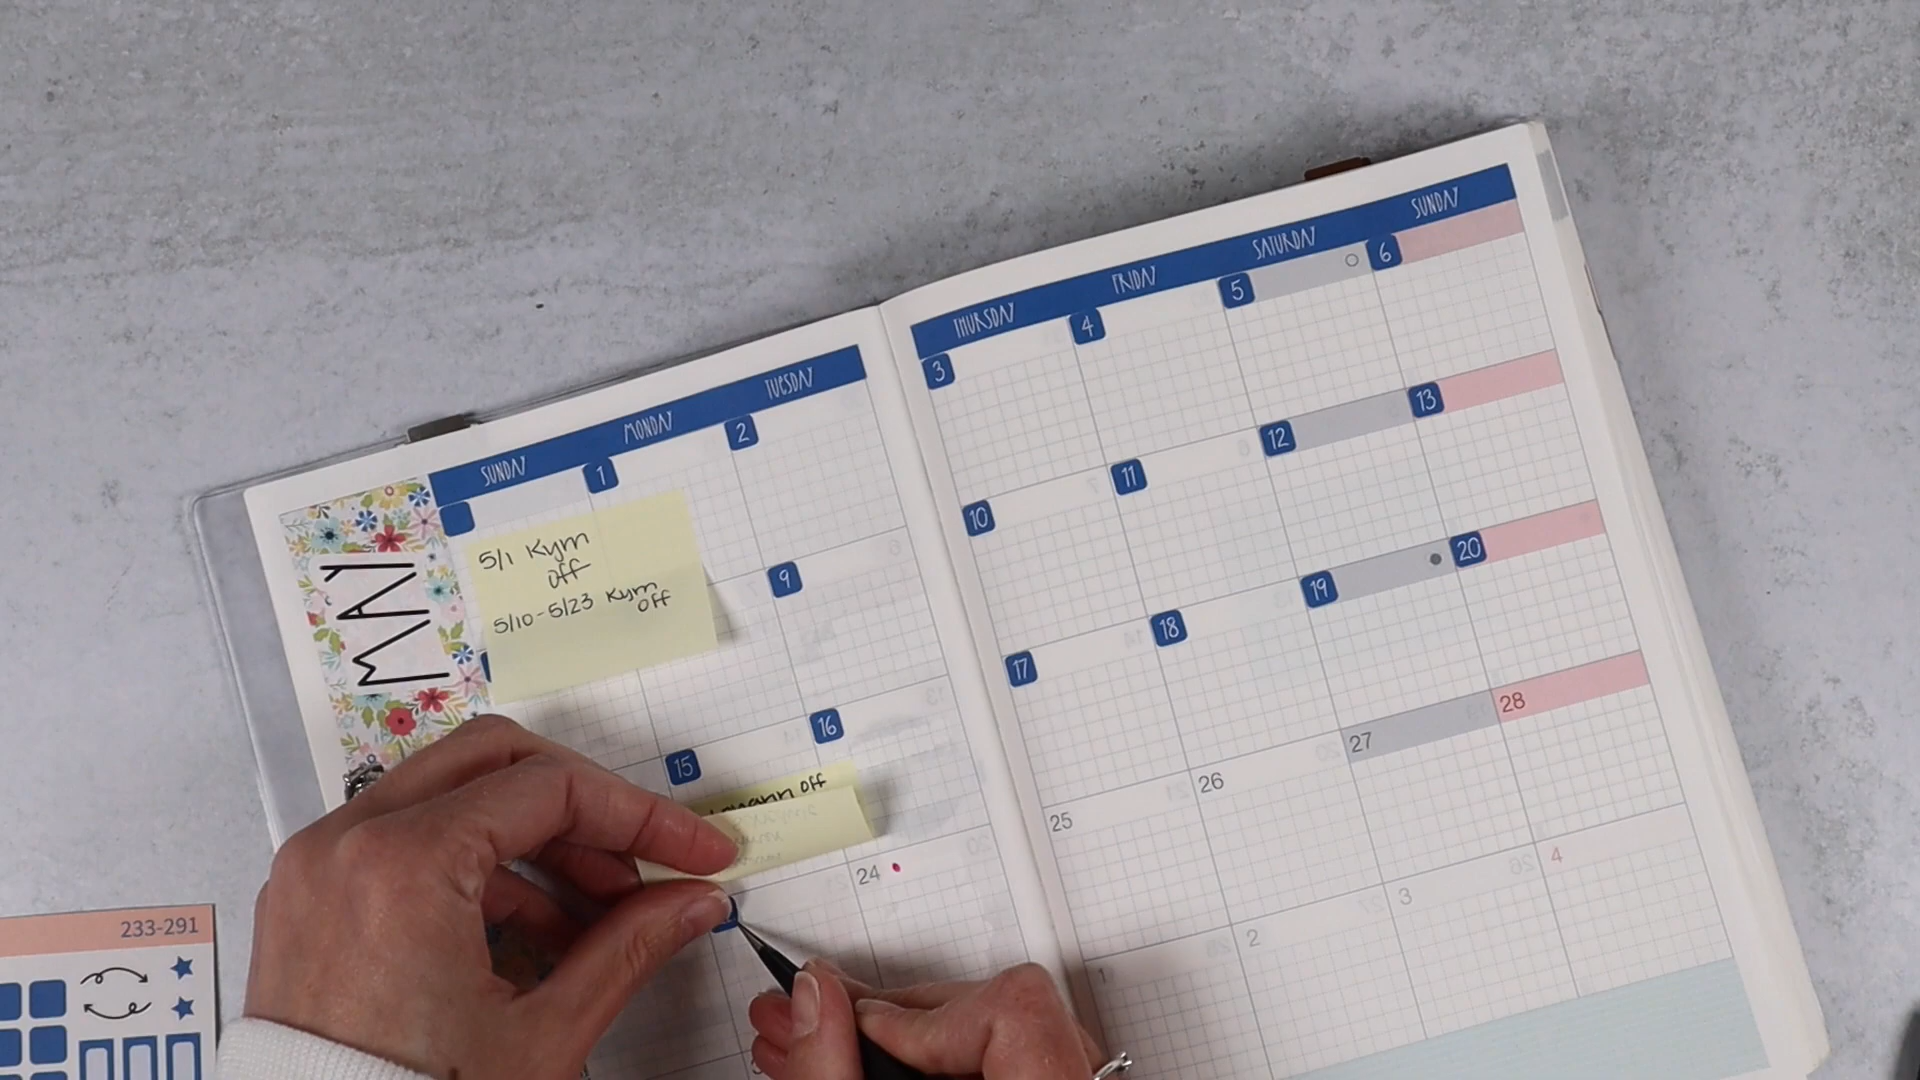 SUNDAY MONDAY TUESDAY
THURSDAY FRIDAY SATURDAY SUNDAY
MAY
1 2
3 4 5 6
5/1 Kym
off
5/10-5/23 Kym
off
9
10 11 12 13
15 16
17 18 19 20
off
24
25 26 27 28
1 2 3 4
233-291